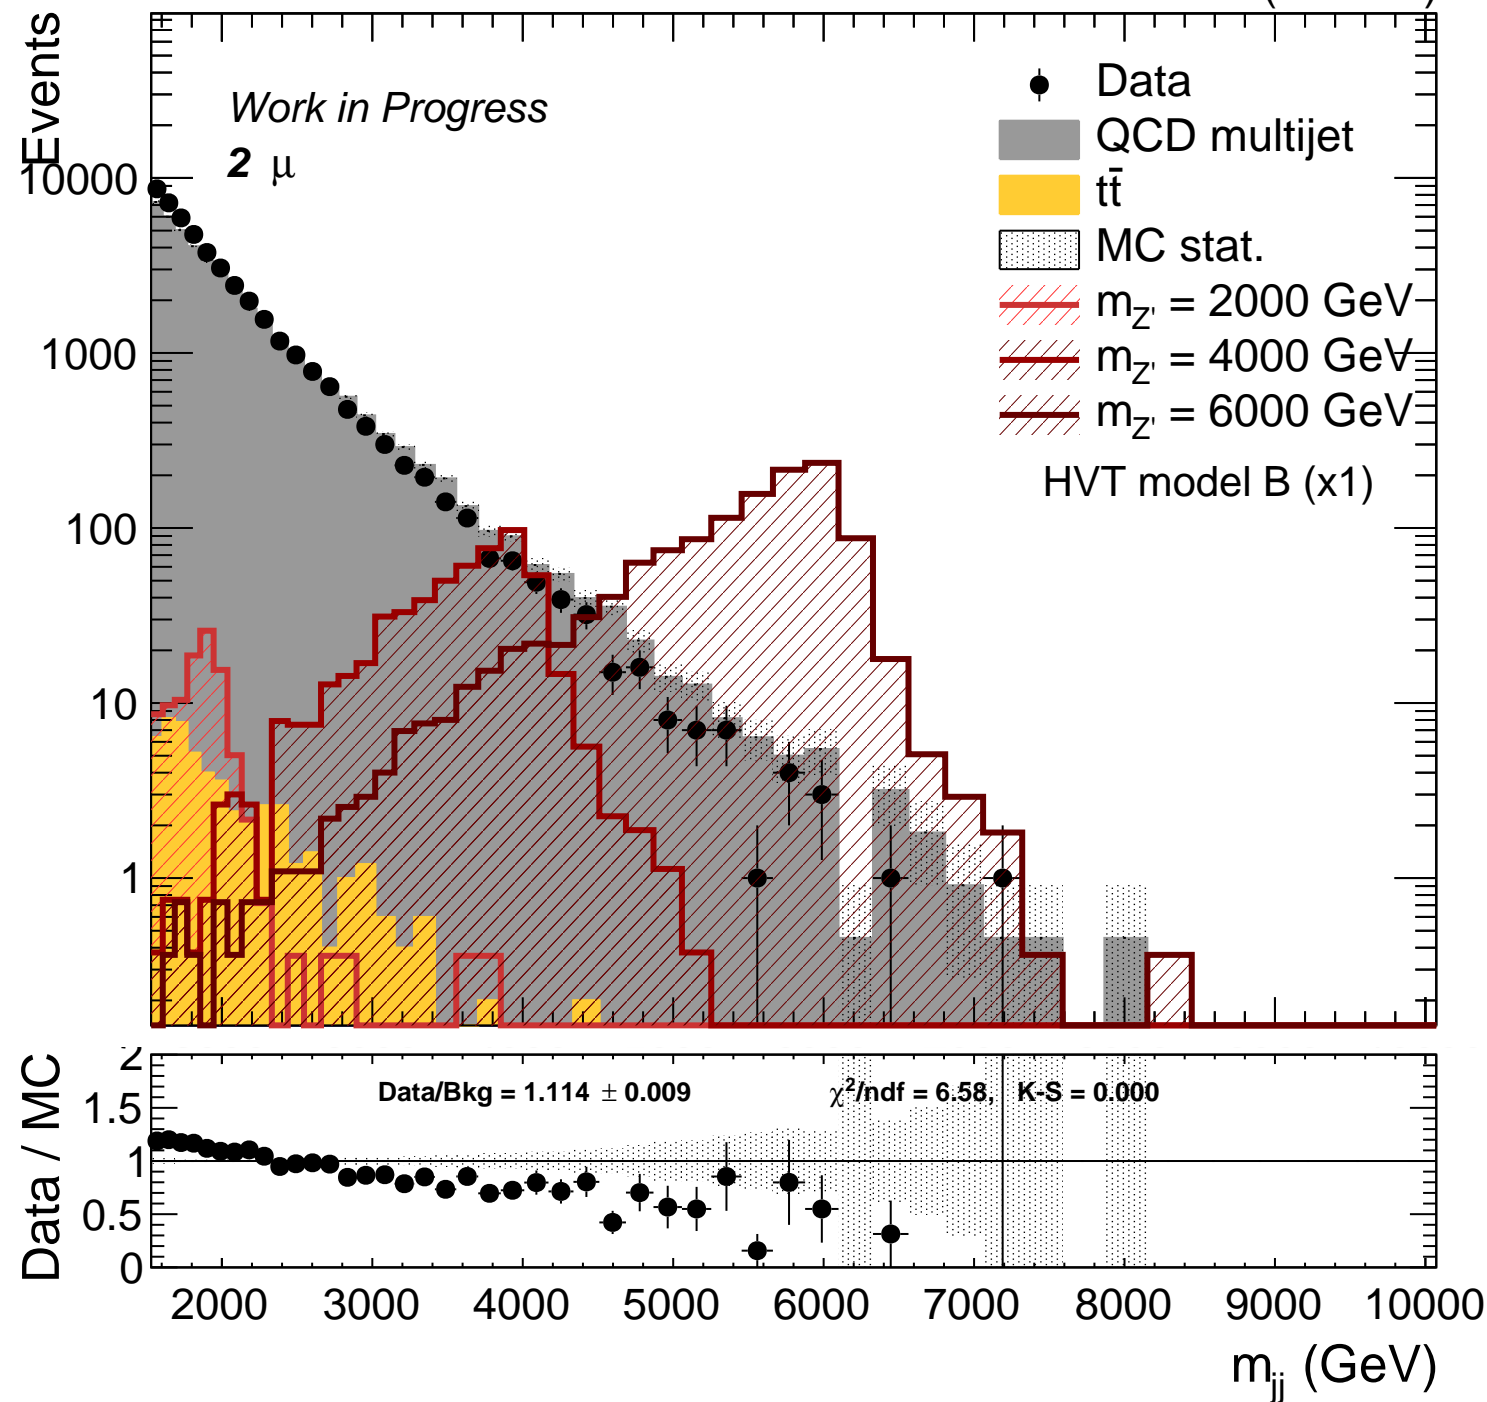 Events
Work in Progress
2 μ
Data
QCD multijet
tt̄
MC stat.
m_Z' = 2000 GeV
m_Z' = 4000 GeV
m_Z' = 6000 GeV
HVT model B (x1)
10000
1000
100
10
1
Data / MC
Data/Bkg = 1.114 ± 0.009
χ²/ndf = 6.58, K-S = 0.000
2
1.5
1
0.5
0
2000 3000 4000 5000 6000 7000 8000 9000 10000
m_jj (GeV)